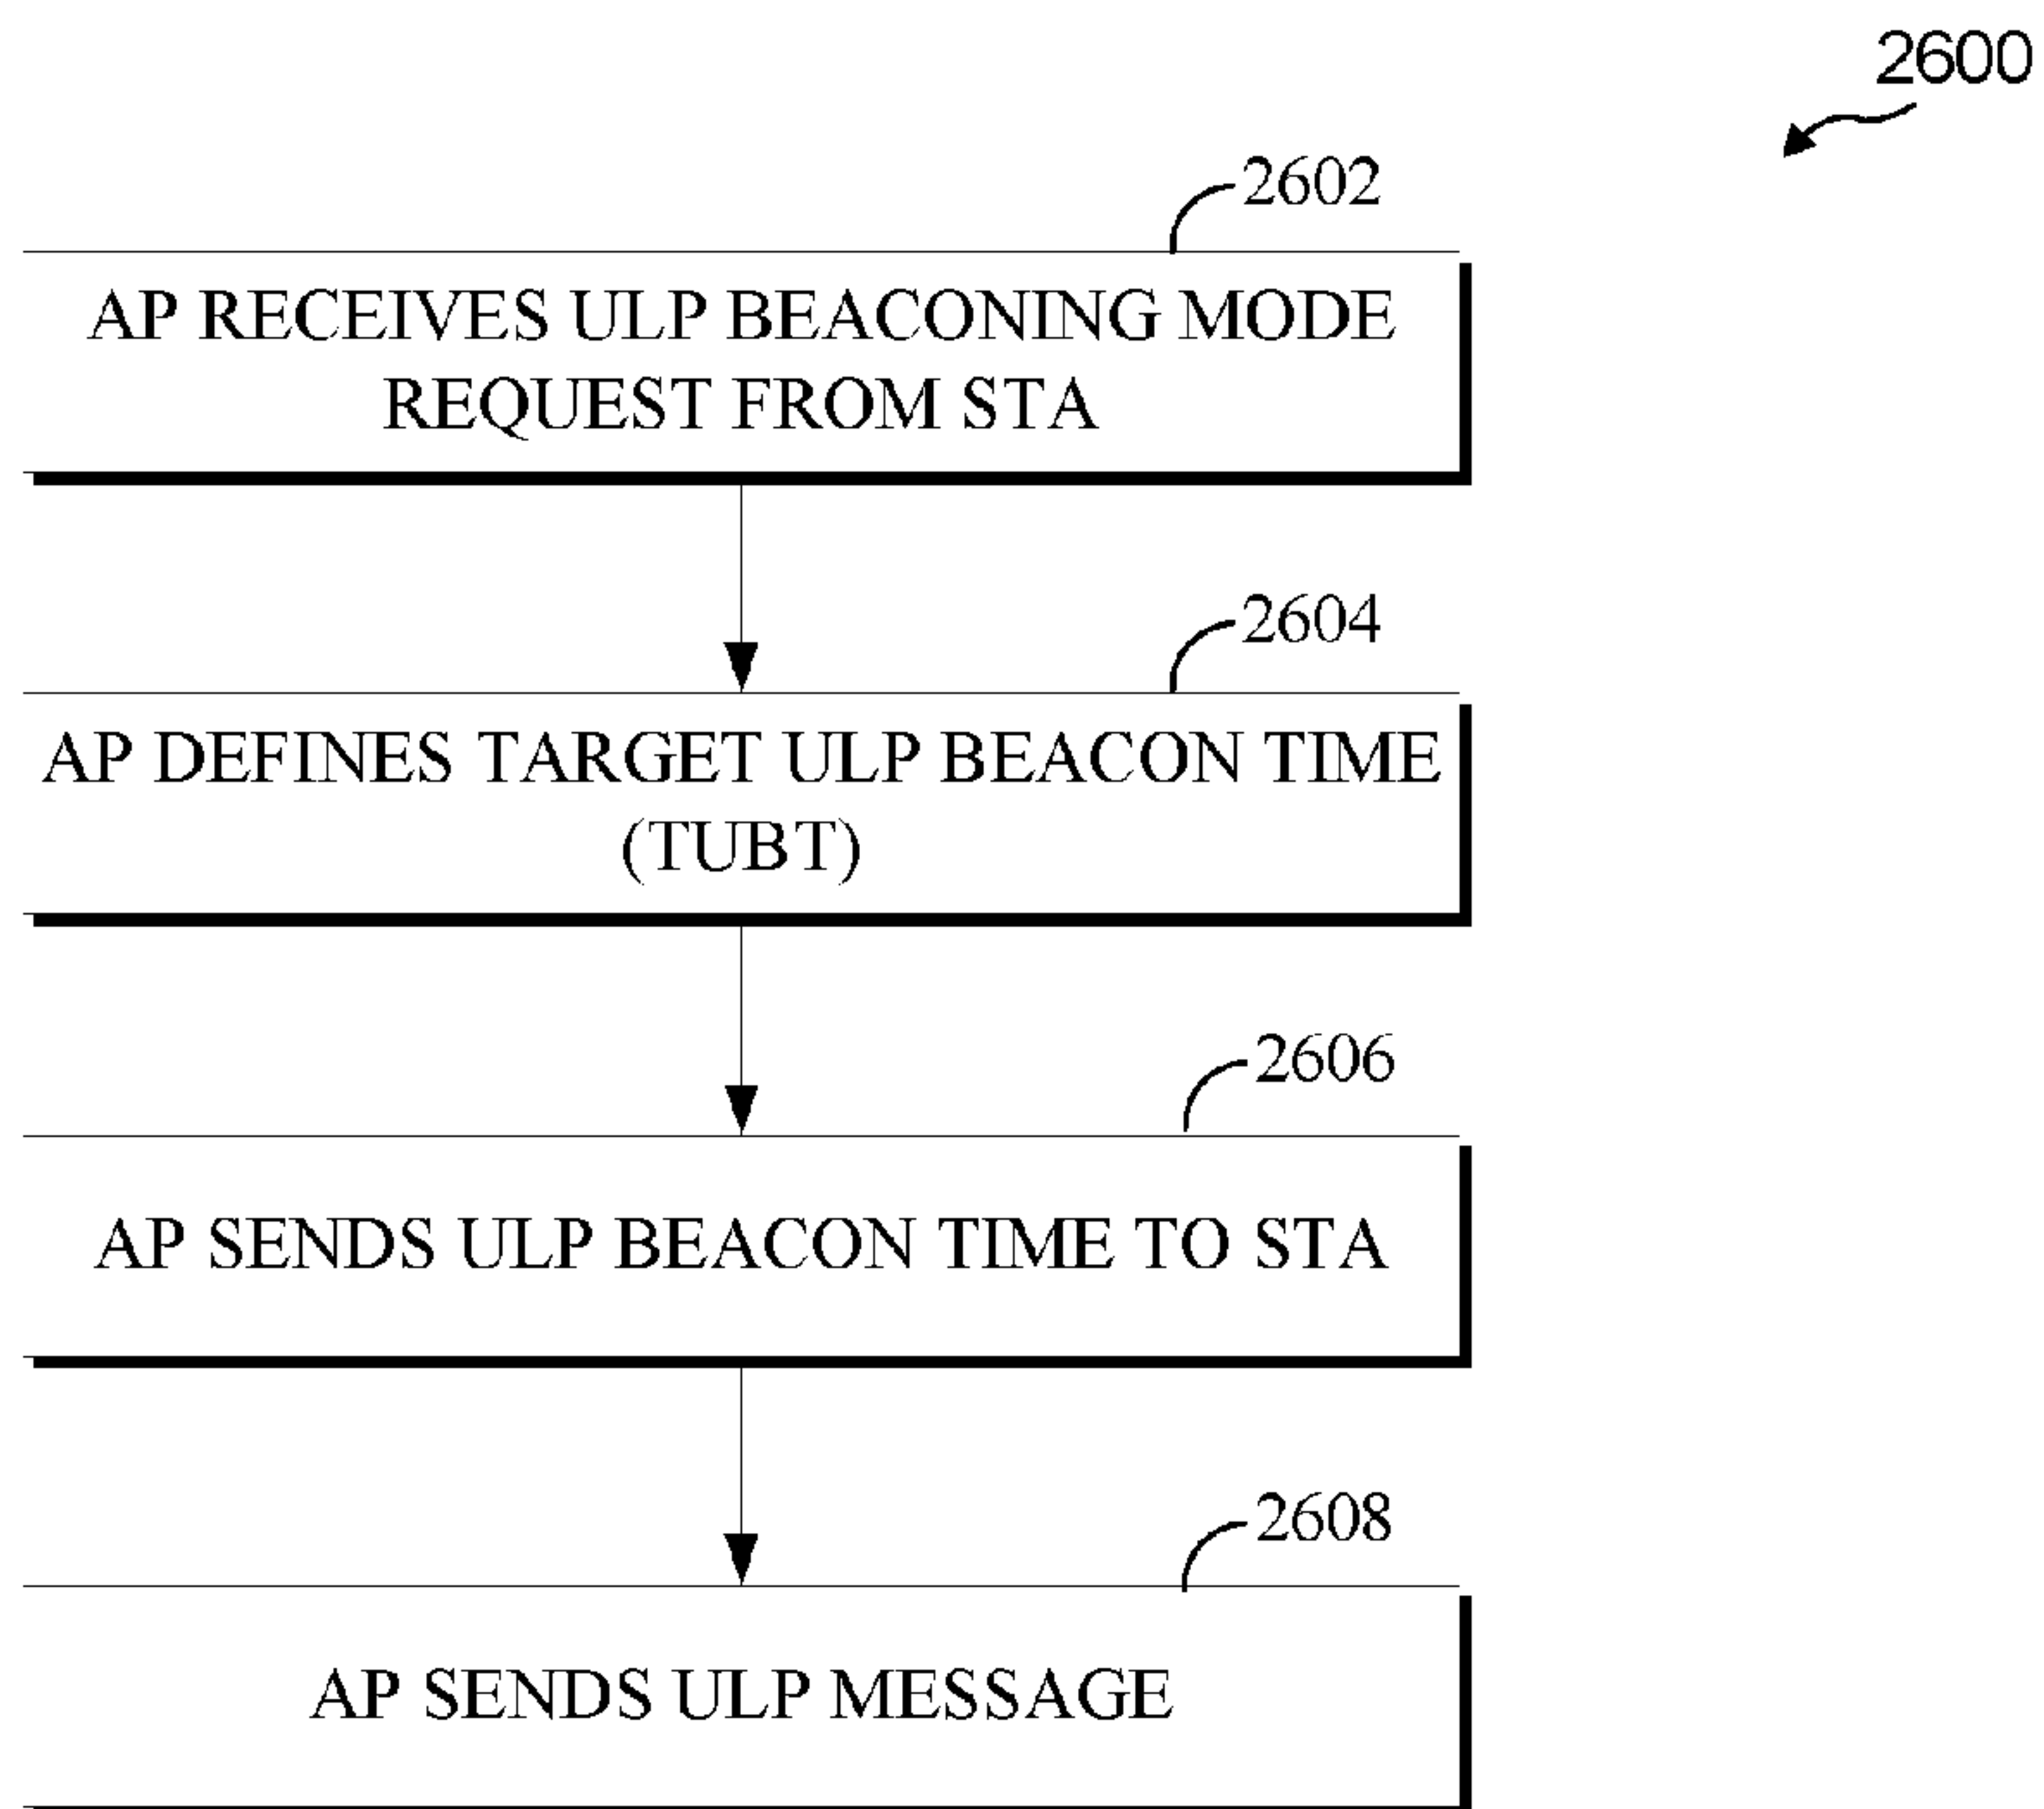 2600
2602
AP RECEIVES ULP BEACONING MODE
REQUEST FROM STA
2604
AP DEFINES TARGET ULP BEACON TIME
(TUBT)
2606
AP SENDS ULP BEACON TIME TO STA
2608
AP SENDS ULP MESSAGE